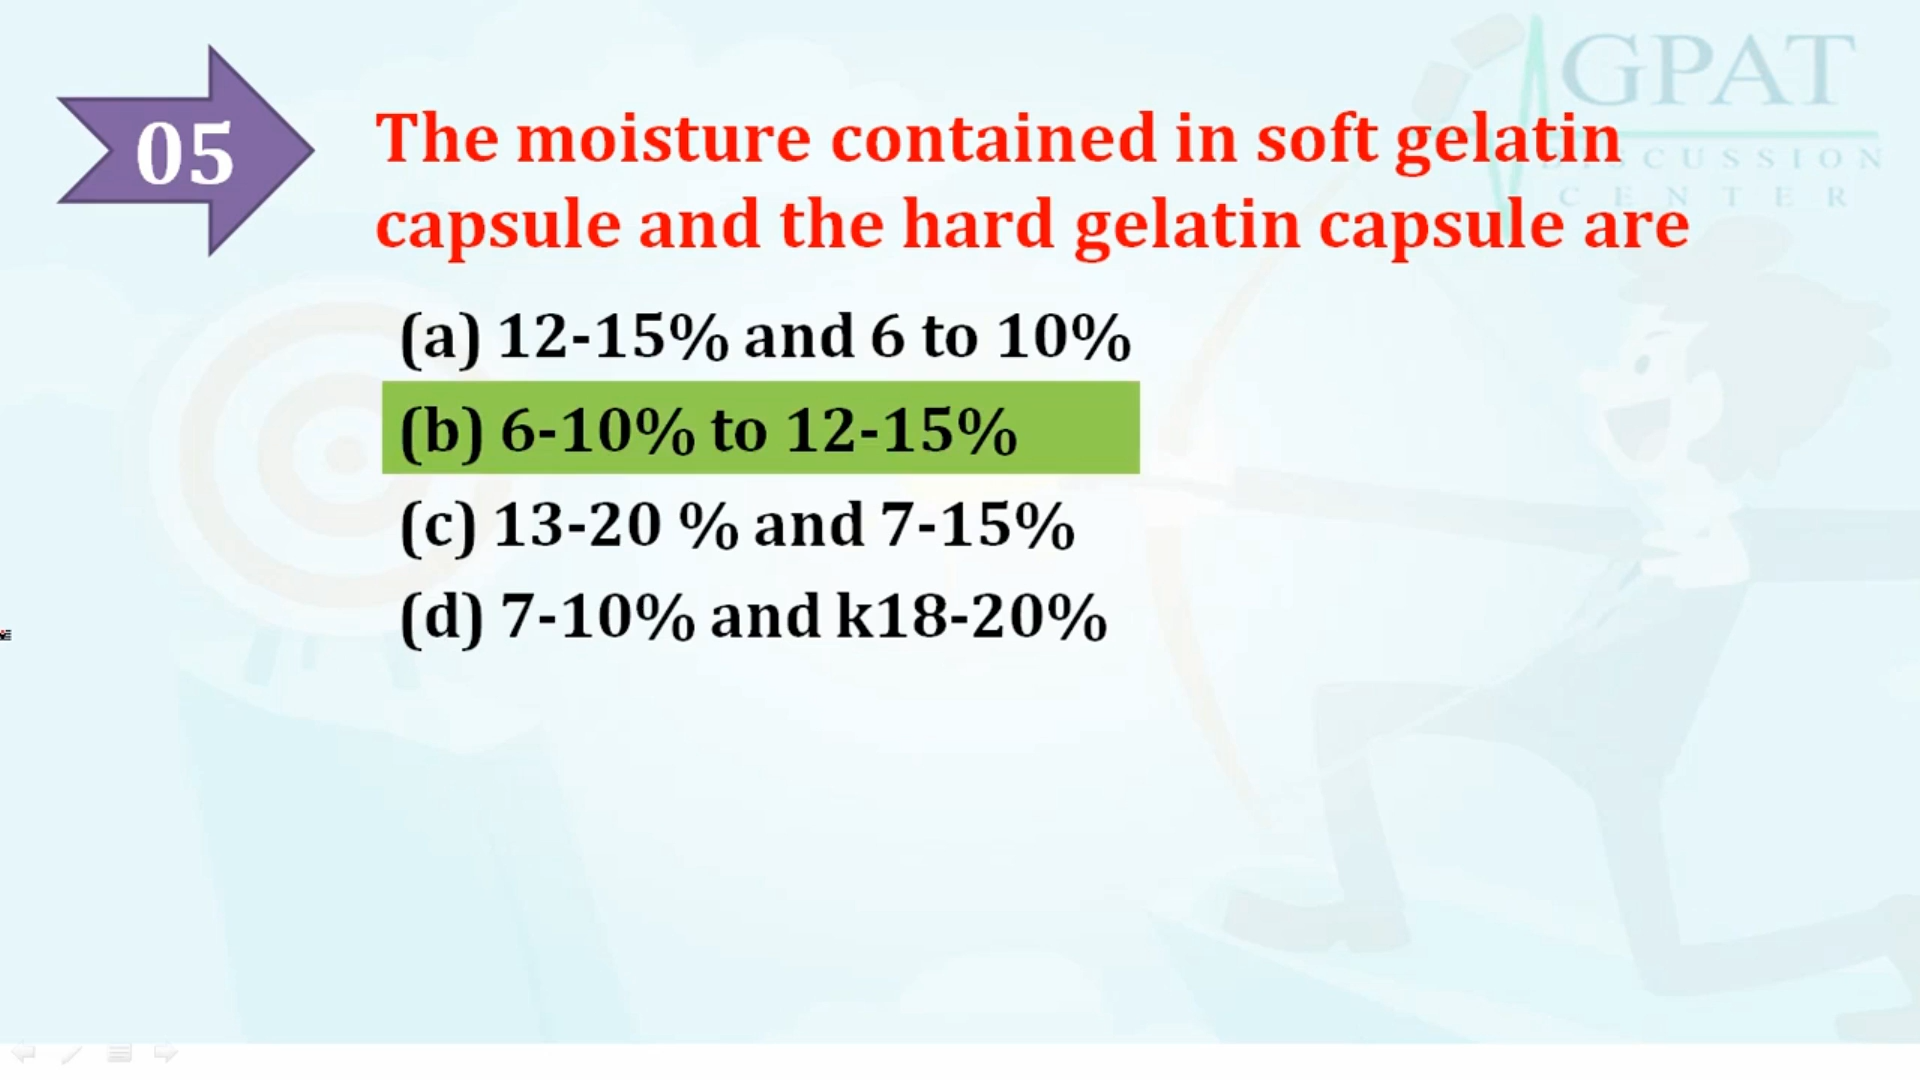 GPAT
DISCUSSION
CENTER
05
The moisture contained in soft gelatin
capsule and the hard gelatin capsule are
(a) 12-15% and 6 to 10%
(b) 6-10% to 12-15%
(c) 13-20 % and 7-15%
(d) 7-10% and k18-20%